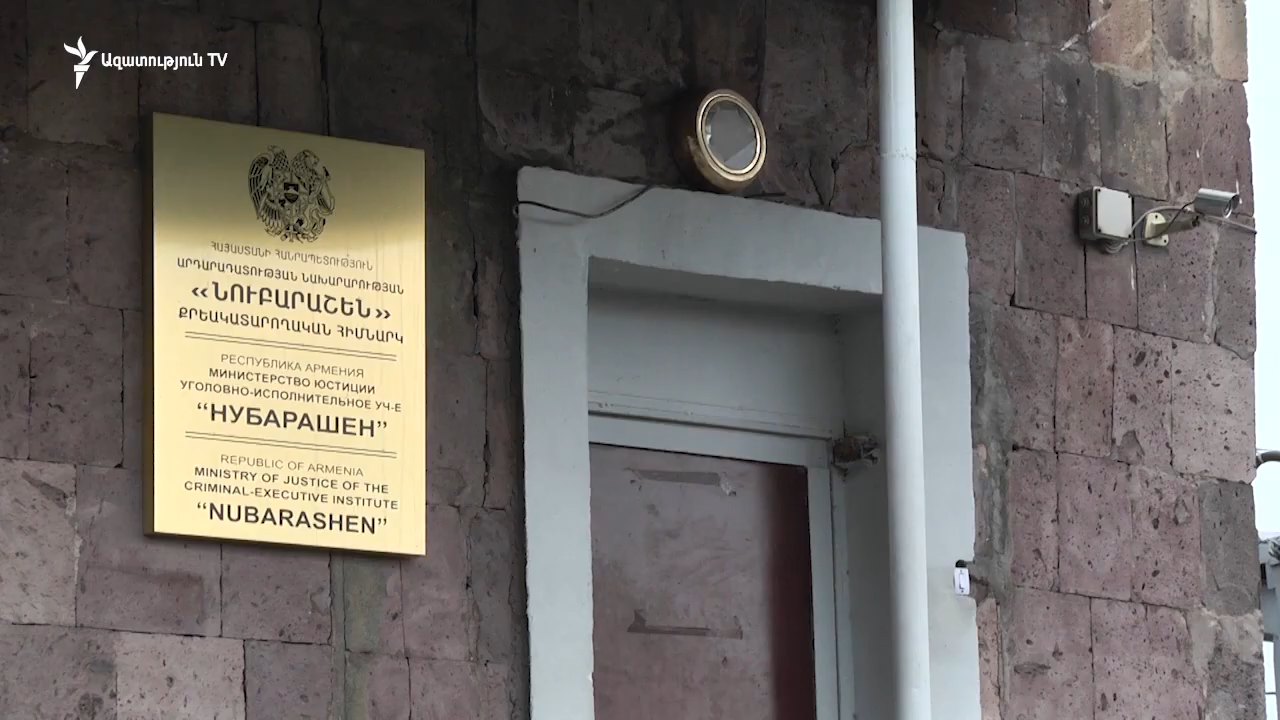 Ազատություն TV
ՀԱՅԱՍՏԱՆԻ ՀԱՆՐԱՊԵՏՈՒԹՅՈՒՆ
ԱՐԴԱՐԱԴԱՏՈՒԹՅԱՆ ՆԱԽԱՐԱՐՈՒԹՅԱՆ
‹‹ՆՈՒԲԱՐԱՇԵՆ››
ՔՐԵԱԿԱՏԱՐՈՂԱԿԱՆ ՀԻՄՆԱՐԿ
РЕСПУБЛИКА АРМЕНИЯ
МИНИСТЕРСТВО ЮСТИЦИИ
УГОЛОВНО-ИСПОЛНИТЕЛЬНОЕ УЧ-Е
“НУБАРАШЕН”
REPUBLIC OF ARMENIA
MINISTRY OF JUSTICE OF THE
CRIMINAL-EXECUTIVE INSTITUTE
“NUBARASHEN”